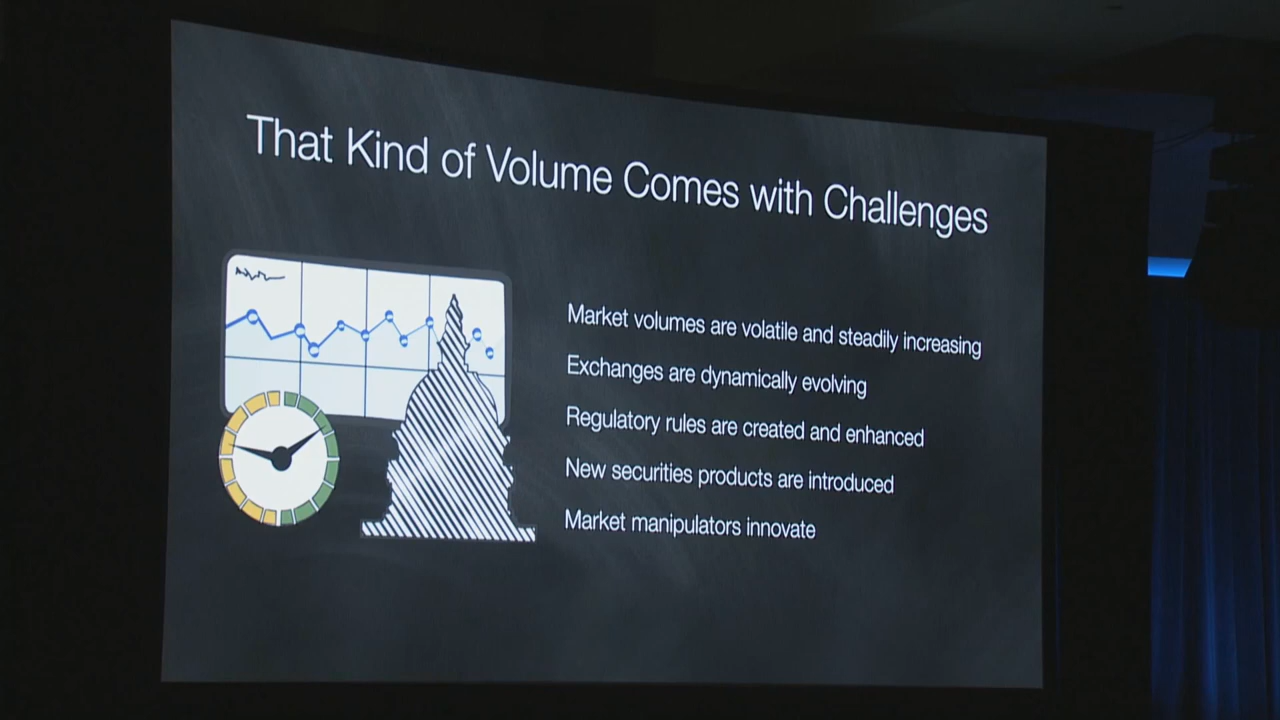 That Kind of Volume Comes with Challenges
Market volumes are volatile and steadily increasing
Exchanges are dynamically evolving
Regulatory rules are created and enhanced
New securities products are introduced
Market manipulators innovate